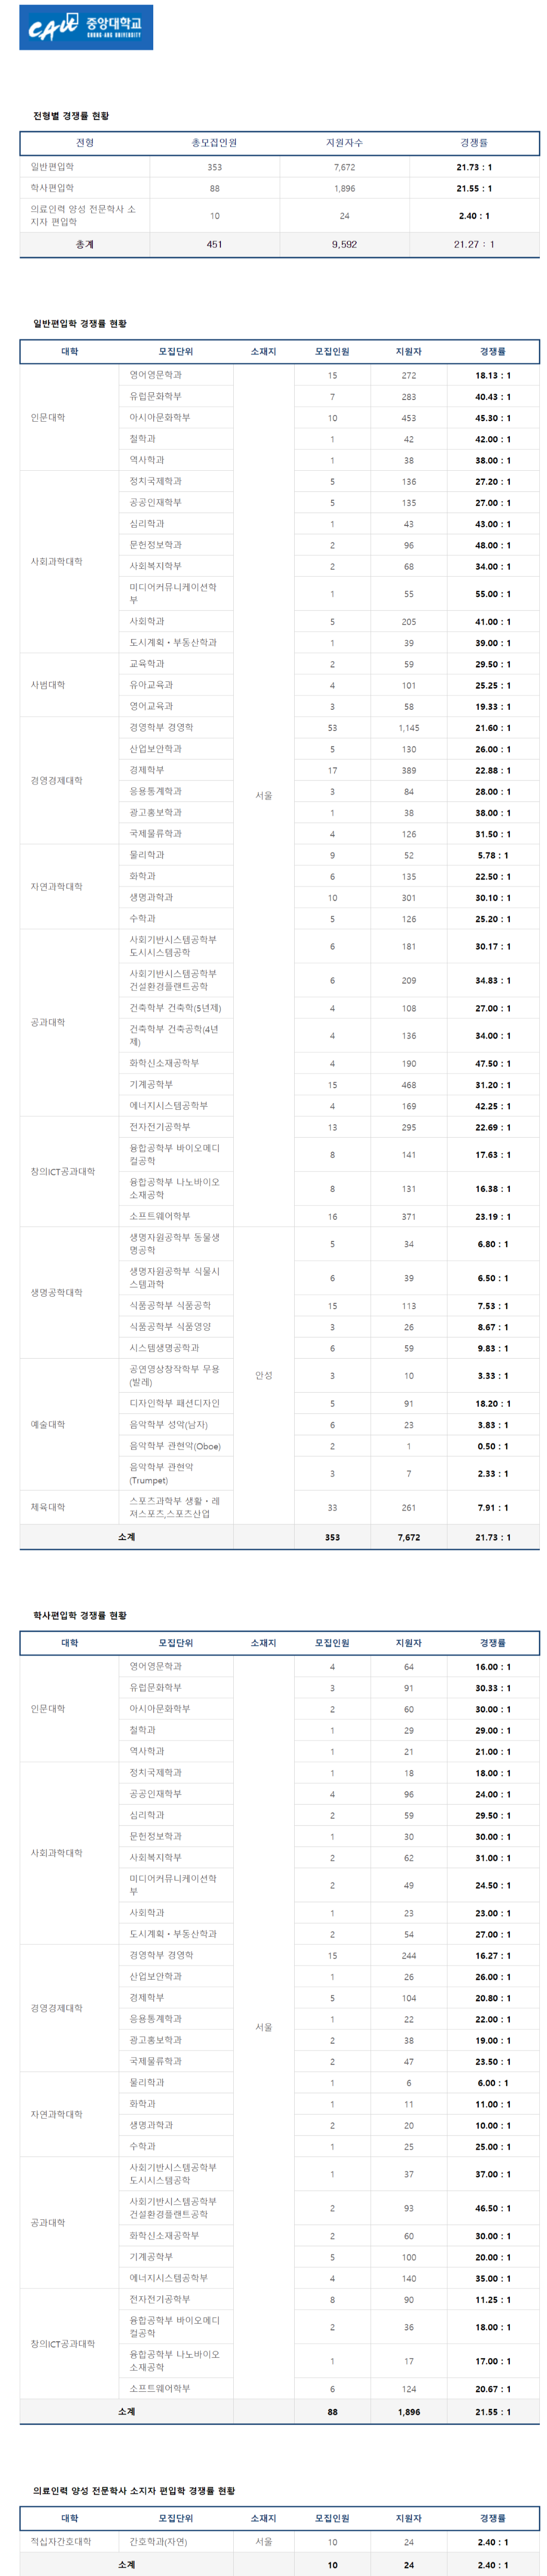 CAU 중앙대학교
CHUNG-ANG UNIVERSITY
전형별 경쟁률 현황
전형 총모집인원 지원자수 경쟁률
일반편입학 353 7,672 21.73 : 1
학사편입학 88 1,896 21.55 : 1
의료인력 양성 전문학사 소
지자 편입학 10 24 2.40 : 1
총계 451 9,592 21.27 : 1
일반편입학 경쟁률 현황
대학 모집단위 소재지 모집인원 지원자 경쟁률
인문대학
영어영문학과 15 272 18.13 : 1
유럽문화학부 7 283 40.43 : 1
아시아문화학부 10 453 45.30 : 1
철학과 1 42 42.00 : 1
역사학과 1 38 38.00 : 1
사회과학대학
정치국제학과 5 136 27.20 : 1
공공인재학부 5 135 27.00 : 1
심리학과 1 43 43.00 : 1
문헌정보학과 2 96 48.00 : 1
사회복지학부 2 68 34.00 : 1
미디어커뮤니케이션학
부 1 55 55.00 : 1
사회학과 5 205 41.00 : 1
도시계획・부동산학과 1 39 39.00 : 1
사범대학
교육학과 2 59 29.50 : 1
유아교육과 4 101 25.25 : 1
영어교육과 3 58 19.33 : 1
경영경제대학
경영학부 경영학 53 1,145 21.60 : 1
산업보안학과 5 130 26.00 : 1
경제학부 17 389 22.88 : 1
서울
응용통계학과 3 84 28.00 : 1
광고홍보학과 1 38 38.00 : 1
국제물류학과 4 126 31.50 : 1
자연과학대학
물리학과 9 52 5.78 : 1
화학과 6 135 22.50 : 1
생명과학과 10 301 30.10 : 1
수학과 5 126 25.20 : 1
공과대학
사회기반시스템공학부
도시시스템공학 6 181 30.17 : 1
사회기반시스템공학부
건설환경플랜트공학 6 209 34.83 : 1
건축학부 건축학(5년제) 4 108 27.00 : 1
건축학부 건축공학(4년
제) 4 136 34.00 : 1
화학신소재공학부 4 190 47.50 : 1
기계공학부 15 468 31.20 : 1
에너지시스템공학부 4 169 42.25 : 1
창의ICT공과대학
전자전기공학부 13 295 22.69 : 1
융합공학부 바이오메디
컬공학 8 141 17.63 : 1
융합공학부 나노바이오
소재공학 8 131 16.38 : 1
소프트웨어학부 16 371 23.19 : 1
생명공학대학
생명자원공학부 동물생
명공학 5 34 6.80 : 1
생명자원공학부 식물시
스템과학 6 39 6.50 : 1
식품공학부 식품공학 15 113 7.53 : 1
식품공학부 식품영양 3 26 8.67 : 1
시스템생명공학과 6 59 9.83 : 1
안성
예술대학
공연영상창작학부 무용
(발레) 3 10 3.33 : 1
디자인학부 패션디자인 5 91 18.20 : 1
음악학부 성악(남자) 6 23 3.83 : 1
음악학부 관현악(Oboe) 2 1 0.50 : 1
음악학부 관현악
(Trumpet) 3 7 2.33 : 1
체육대학
스포츠과학부 생활・레
져스포츠,스포츠산업 33 261 7.91 : 1
소계 353 7,672 21.73 : 1
학사편입학 경쟁률 현황
대학 모집단위 소재지 모집인원 지원자 경쟁률
인문대학
영어영문학과 4 64 16.00 : 1
유럽문화학부 3 91 30.33 : 1
아시아문화학부 2 60 30.00 : 1
철학과 1 29 29.00 : 1
역사학과 1 21 21.00 : 1
사회과학대학
정치국제학과 1 18 18.00 : 1
공공인재학부 4 96 24.00 : 1
심리학과 2 59 29.50 : 1
문헌정보학과 1 30 30.00 : 1
사회복지학부 2 62 31.00 : 1
미디어커뮤니케이션학
부 2 49 24.50 : 1
사회학과 1 23 23.00 : 1
도시계획・부동산학과 2 54 27.00 : 1
경영경제대학
경영학부 경영학 15 244 16.27 : 1
산업보안학과 1 26 26.00 : 1
경제학부 5 104 20.80 : 1
응용통계학과 1 22 22.00 : 1
서울
광고홍보학과 2 38 19.00 : 1
국제물류학과 2 47 23.50 : 1
자연과학대학
물리학과 1 6 6.00 : 1
화학과 1 11 11.00 : 1
생명과학과 2 20 10.00 : 1
수학과 1 25 25.00 : 1
공과대학
사회기반시스템공학부
도시시스템공학 1 37 37.00 : 1
사회기반시스템공학부
건설환경플랜트공학 2 93 46.50 : 1
화학신소재공학부 2 60 30.00 : 1
기계공학부 5 100 20.00 : 1
에너지시스템공학부 4 140 35.00 : 1
창의ICT공과대학
전자전기공학부 8 90 11.25 : 1
융합공학부 바이오메디
컬공학 2 36 18.00 : 1
융합공학부 나노바이오
소재공학 1 17 17.00 : 1
소프트웨어학부 6 124 20.67 : 1
소계 88 1,896 21.55 : 1
의료인력 양성 전문학사 소지자 편입학 경쟁률 현황
대학 모집단위 소재지 모집인원 지원자 경쟁률
적십자간호대학 간호학과(자연) 서울 10 24 2.40 : 1
소계 10 24 2.40 : 1